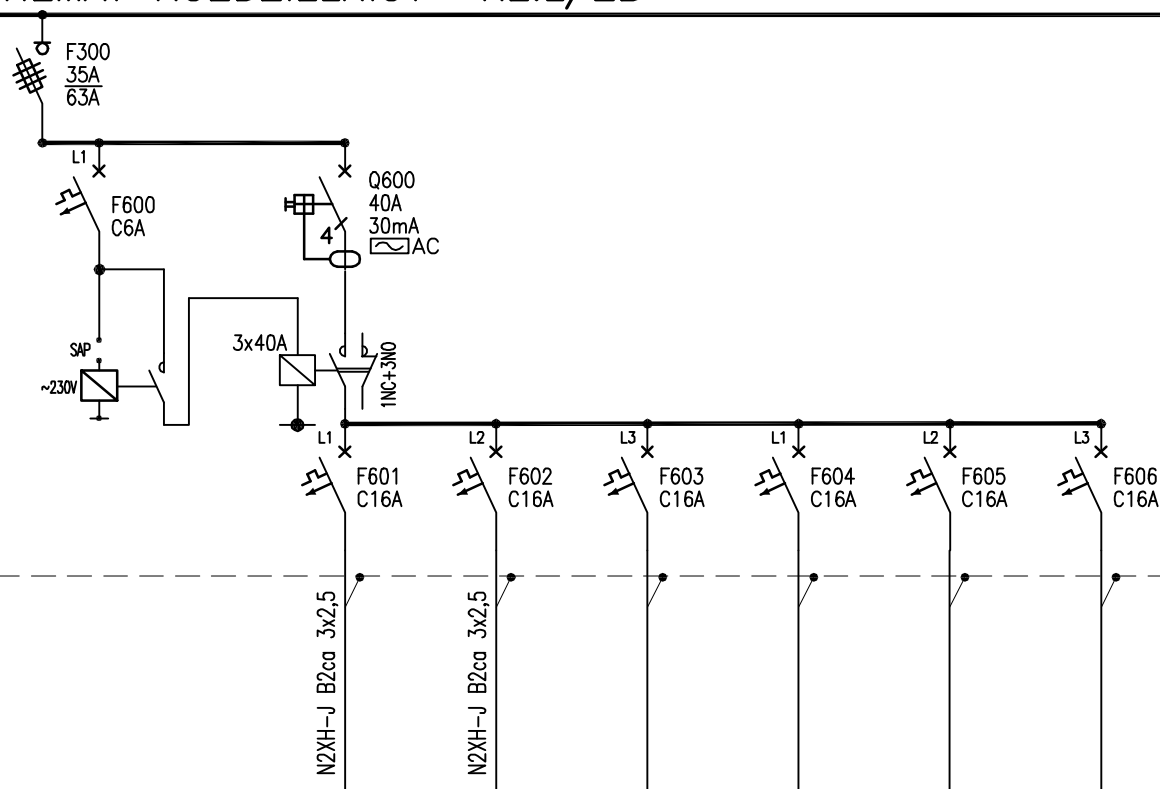 F300
35A
63A
L1
F600
C6A
Q600
40A
30mA
AC
4
SAP
~230V
3x40A
1NC+3NO
L1
L2
L3
L1
L2
L3
F601
C16A
F602
C16A
F603
C16A
F604
C16A
F605
C16A
F606
C16A
N2XH-J B2ca 3x2,5
N2XH-J B2ca 3x2,5